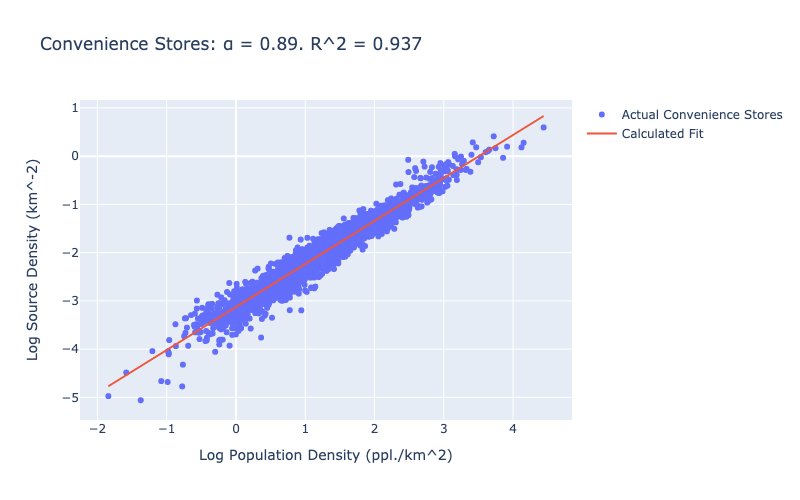 Convenience Stores: α = 0.89. R^2 = 0.937
Actual Convenience Stores
Calculated Fit
1
0
−1
−2
−3
−4
−5
Log Source Density (km^-2)
−2 −1 0 1 2 3 4
Log Population Density (ppl./km^2)